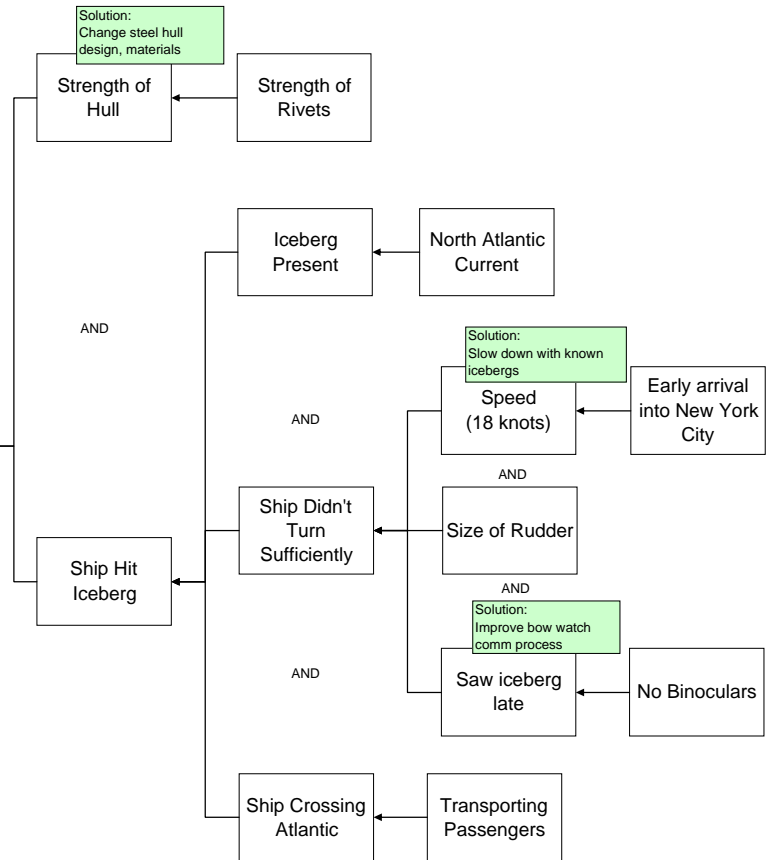 Solution:
Change steel hull
design, materials
Strength of
Hull
Strength of
Rivets
Iceberg
Present
North Atlantic
Current
AND
Solution:
Slow down with known
icebergs
Speed
(18 knots)
Early arrival
into New York
City
AND
AND
Ship Didn't
Turn
Sufficiently
Size of Rudder
Ship Hit
Iceberg
AND
Solution:
Improve bow watch
comm process
Saw iceberg
late
No Binoculars
AND
Ship Crossing
Atlantic
Transporting
Passengers